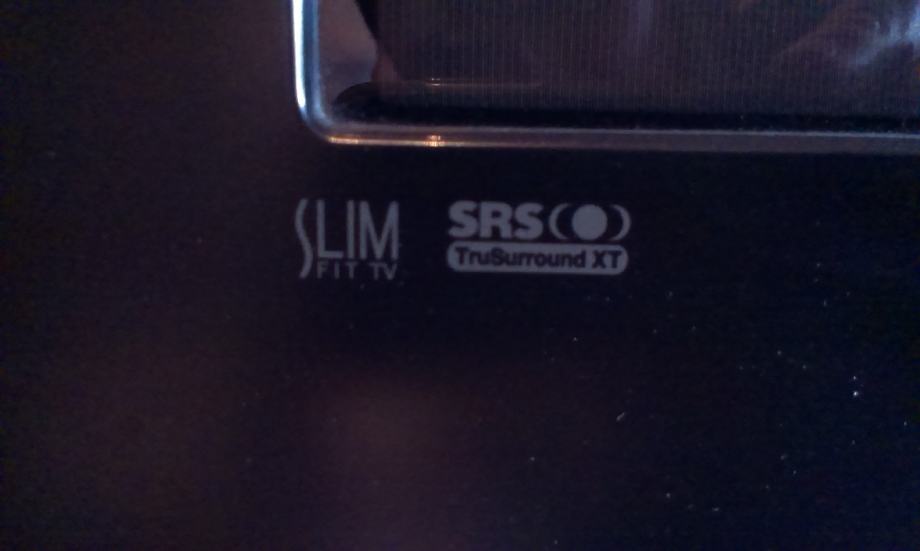 SLIM
FIT TV
SRS
TruSurround XT